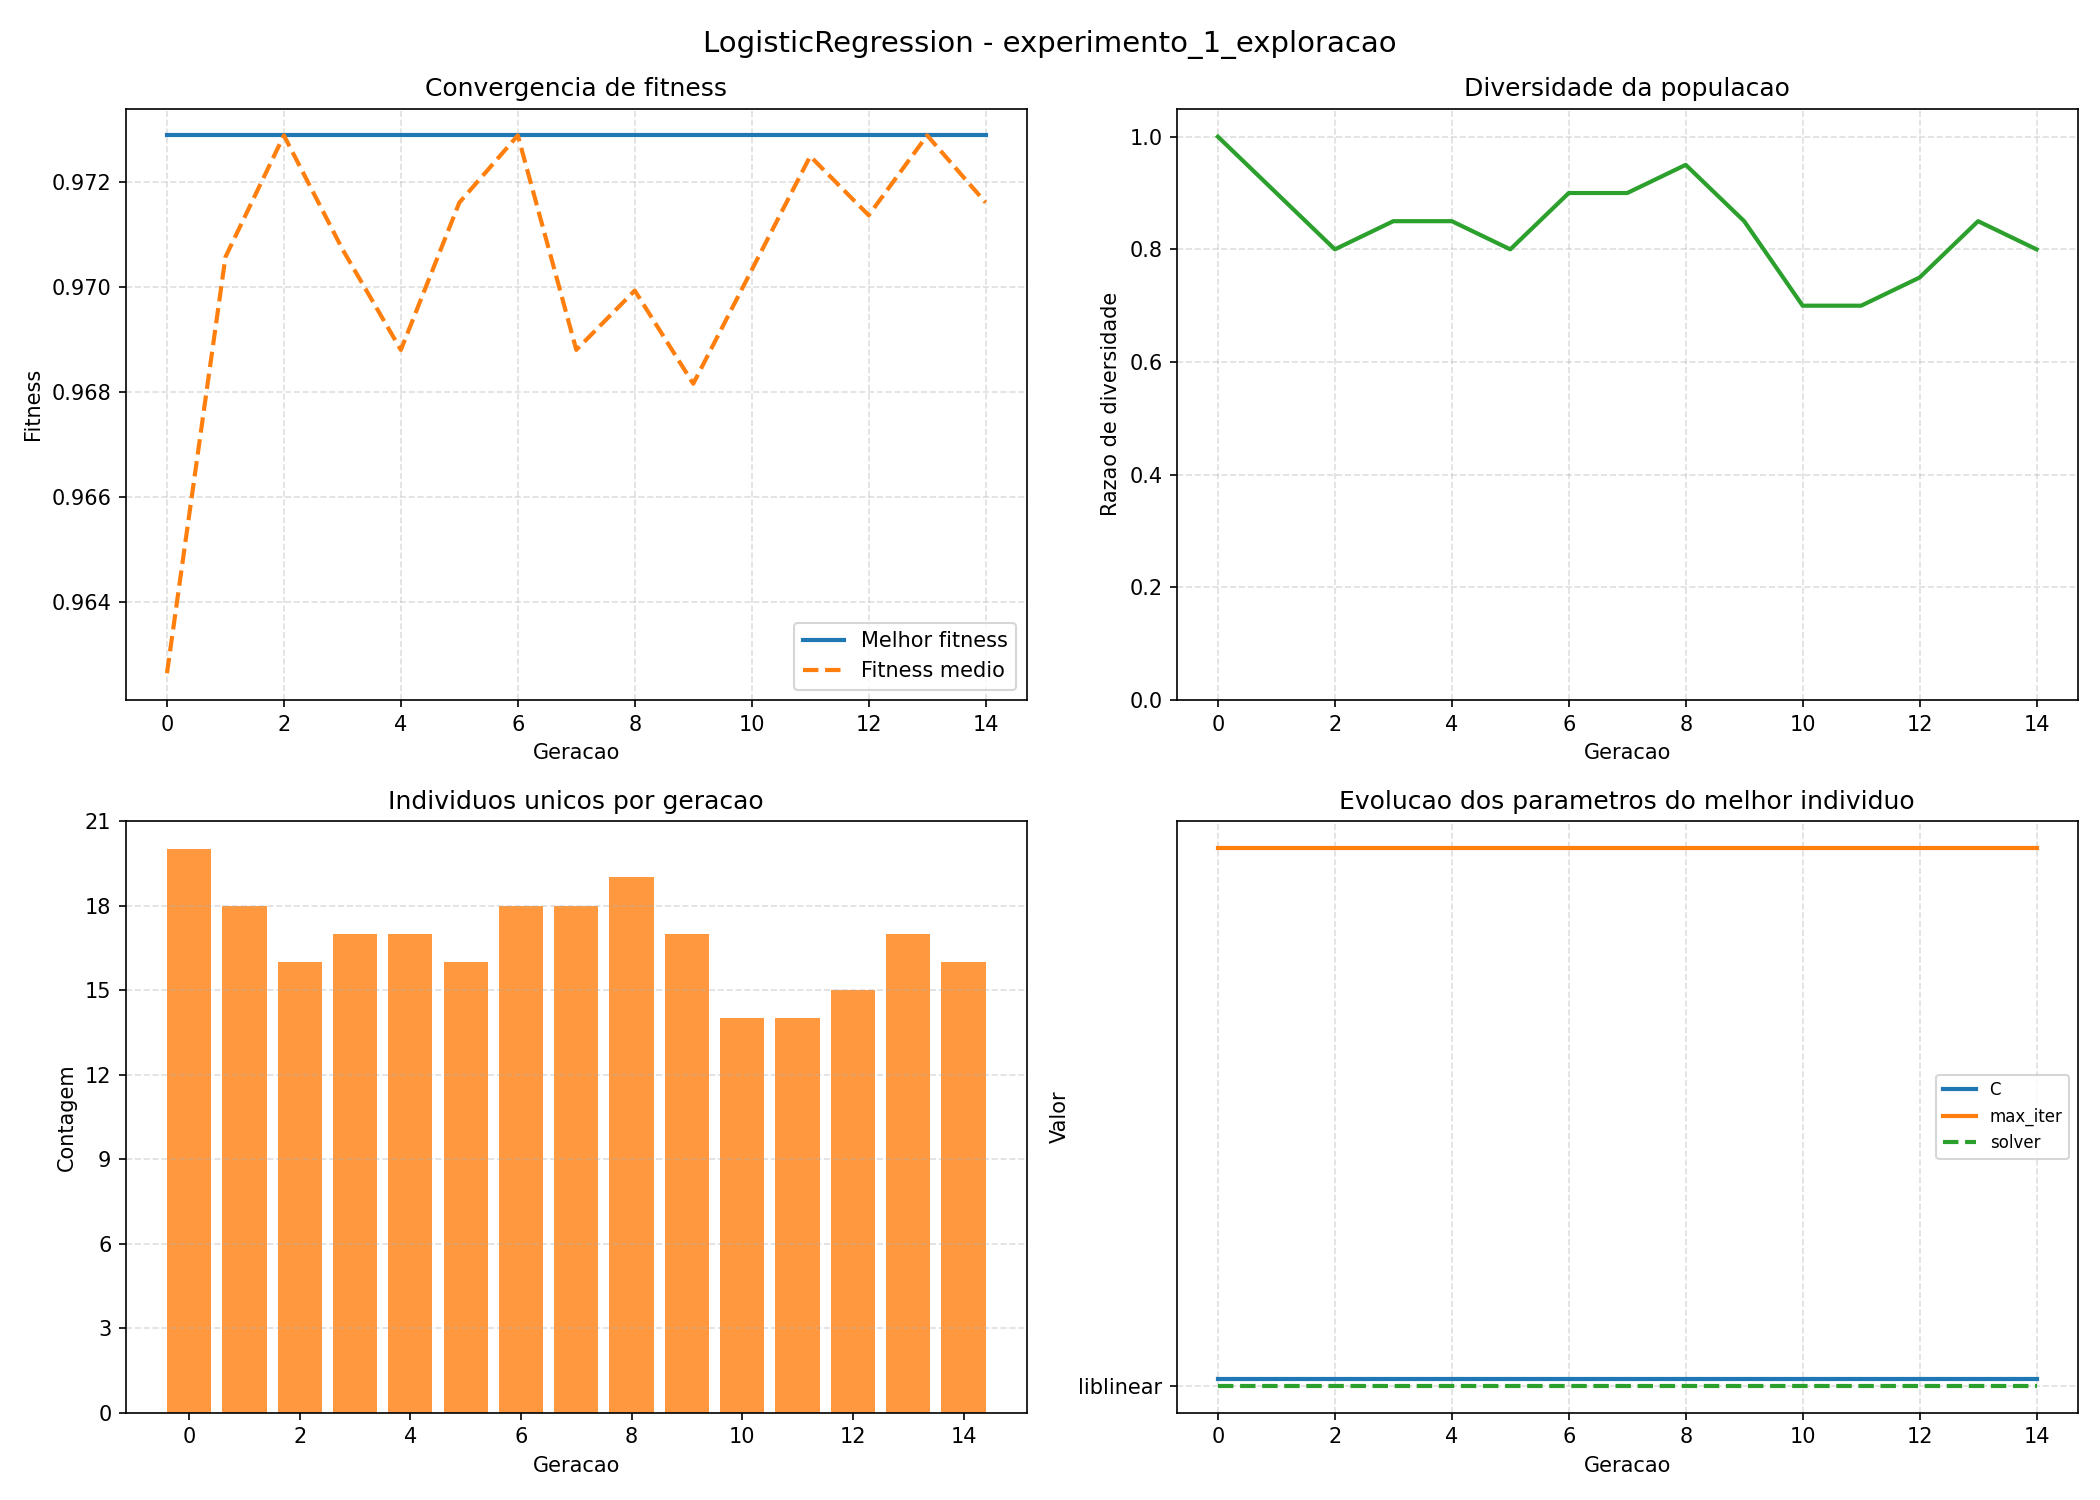 LogisticRegression - experimento_1_exploracao
Convergencia de fitness
Fitness
0.972
0.970
0.968
0.966
0.964
0 2 4 6 8 10 12 14
Geracao
Melhor fitness
Fitness medio
Diversidade da populacao
Razao de diversidade
1.0
0.8
0.6
0.4
0.2
0.0
0 2 4 6 8 10 12 14
Geracao
Individuos unicos por geracao
Contagem
21
18
15
12
9
6
3
0
0 2 4 6 8 10 12 14
Geracao
Evolucao dos parametros do melhor individuo
Valor
liblinear
C
max_iter
solver
0 2 4 6 8 10 12 14
Geracao